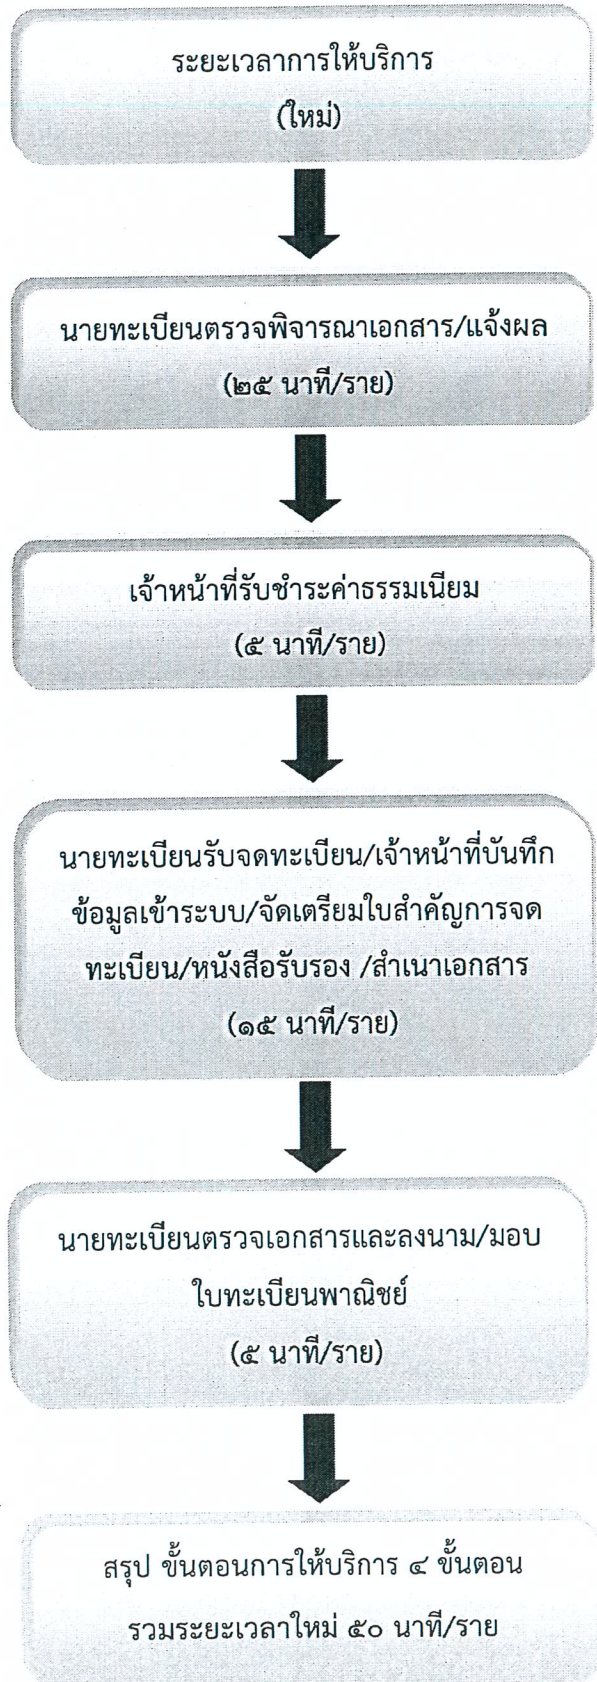 ระยะเวลาการให้บริการ
(ใหม่)
นายทะเบียนตรวจพิจารณาเอกสาร/แจ้งผล
(๒๕ นาที/ราย)
เจ้าหน้าที่รับชำระค่าธรรมเนียม
(๕ นาที/ราย)
นายทะเบียนรับจดทะเบียน/เจ้าหน้าที่บันทึก
ข้อมูลเข้าระบบ/จัดเตรียมใบสำคัญการจด
ทะเบียน/หนังสือรับรอง /สำเนาเอกสาร
(๑๕ นาที/ราย)
นายทะเบียนตรวจเอกสารและลงนาม/มอบ
ใบทะเบียนพาณิชย์
(๕ นาที/ราย)
สรุป ขั้นตอนการให้บริการ ๔ ขั้นตอน
รวมระยะเวลาใหม่ ๕๐ นาที/ราย